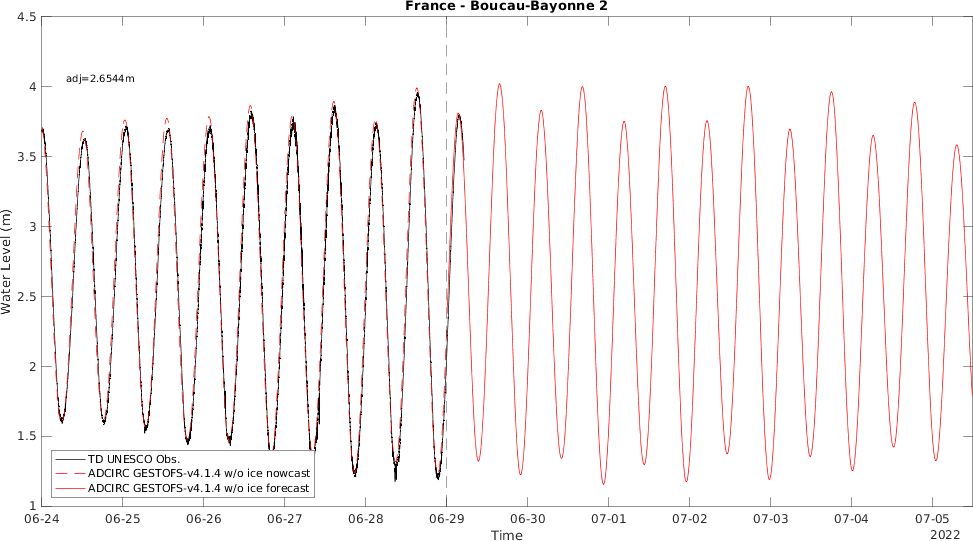 France - Boucau-Bayonne 2
4.5
4
3.5
3
2.5
2
1.5
1
Water Level (m)
adj=2.6544m
TD UNESCO Obs.
ADCIRC GESTOFS-v4.1.4 w/o ice nowcast
ADCIRC GESTOFS-v4.1.4 w/o ice forecast
06-24 06-25 06-26 06-27 06-28 06-29 06-30 07-01 07-02 07-03 07-04 07-05
Time
2022